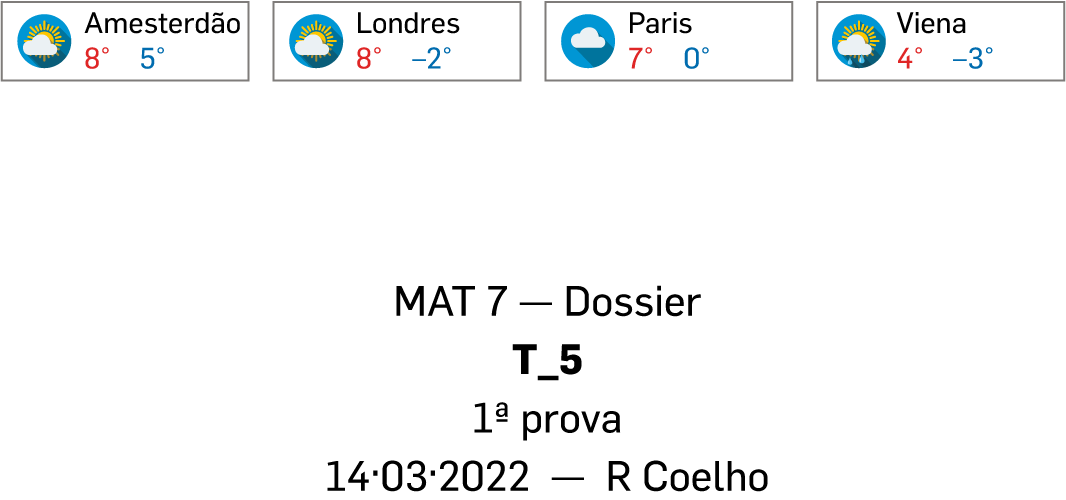 Amesterdão
8° 5°
Londres
8° –2°
Paris
7° 0°
Viena
4° –3°
MAT 7 — Dossier
T_5
1ª prova
14·03·2022 — R Coelho